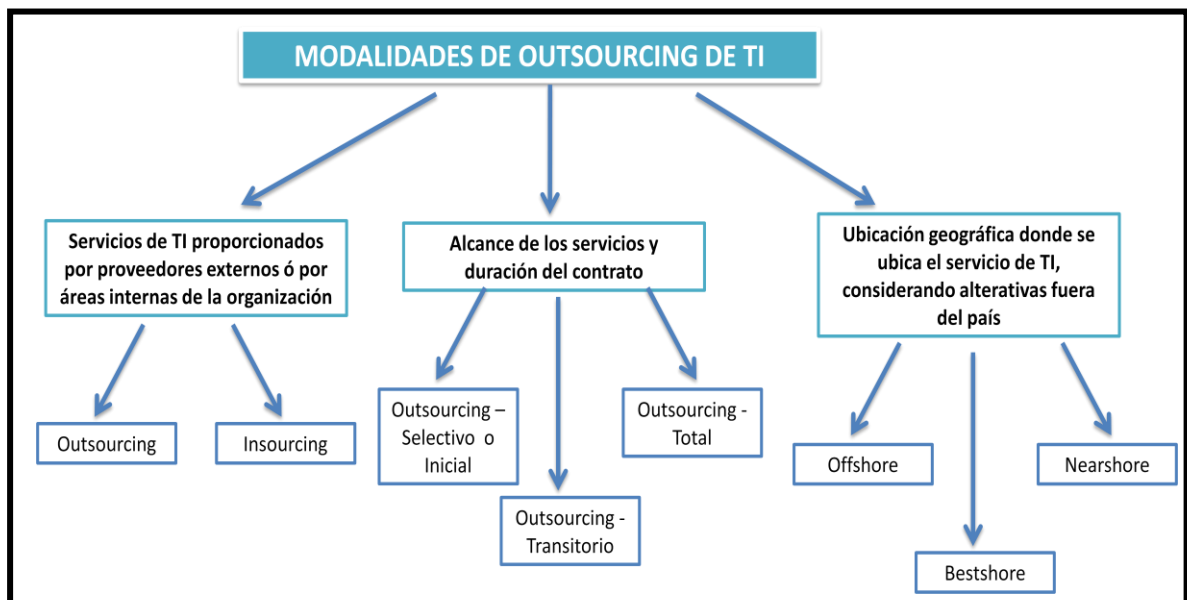 MODALIDADES DE OUTSOURCING DE TI
Servicios de TI proporcionados
por proveedores externos ó por
áreas internas de la organización
Outsourcing
Insourcing
Alcance de los servicios y
duración del contrato
Outsourcing –
Selectivo o
Inicial
Outsourcing -
Transitorio
Outsourcing -
Total
Ubicación geográfica donde se
ubica el servicio de TI,
considerando alterativas fuera
del país
Offshore
Bestshore
Nearshore